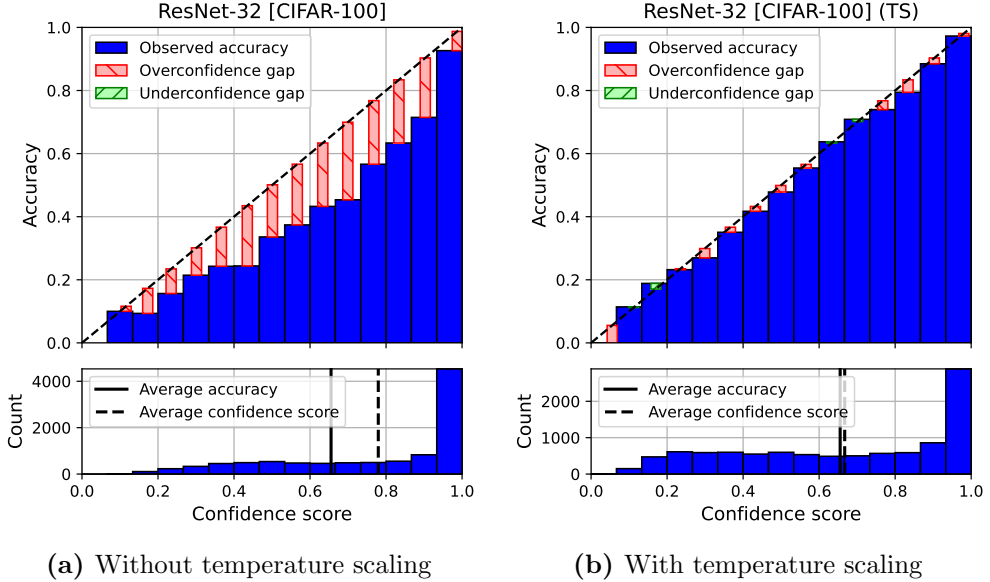 ResNet-32 [CIFAR-100]
1.0
0.8
0.6
0.4
0.2
0.0
Accuracy
Observed accuracy
Overconfidence gap
Underconfidence gap
4000
2000
0
Count
Average accuracy
Average confidence score
0.0 0.2 0.4 0.6 0.8 1.0
Confidence score
(a) Without temperature scaling
ResNet-32 [CIFAR-100] (TS)
1.0
0.8
0.6
0.4
0.2
0.0
Accuracy
Observed accuracy
Overconfidence gap
Underconfidence gap
2000
1000
0
Count
Average accuracy
Average confidence score
0.0 0.2 0.4 0.6 0.8 1.0
Confidence score
(b) With temperature scaling